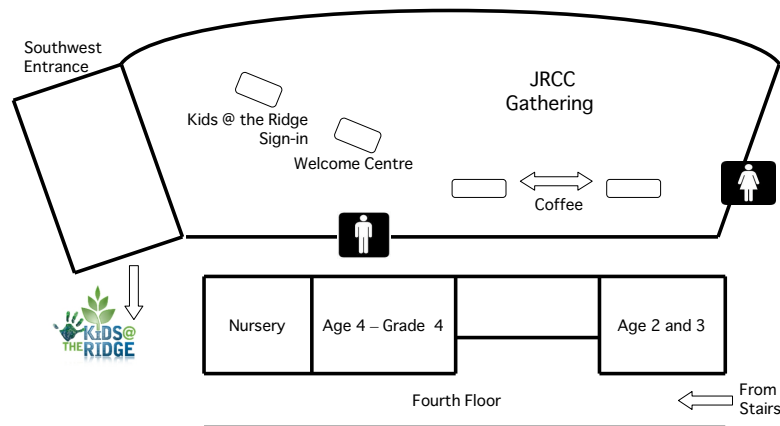 Southwest
Entrance
JRCC
Gathering
Kids @ the Ridge
Sign-in
Welcome Centre
Coffee
KiDS@
THE RIDGE
Nursery
Age 4 – Grade 4
Age 2 and 3
Fourth Floor
From
Stairs